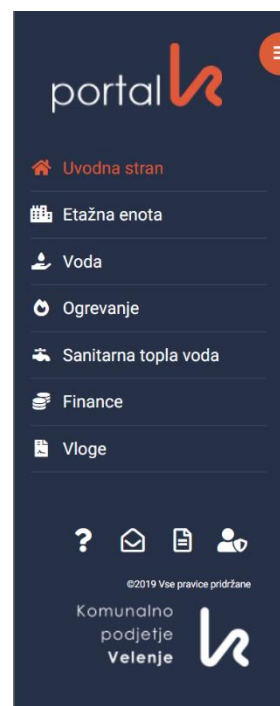 portal
Uvodna stran
Etažna enota
Voda
Ogrevanje
Sanitarna topla voda
Finance
Vloge
©2019 Vse pravice pridržane
Komunalno
podjetje
Velenje